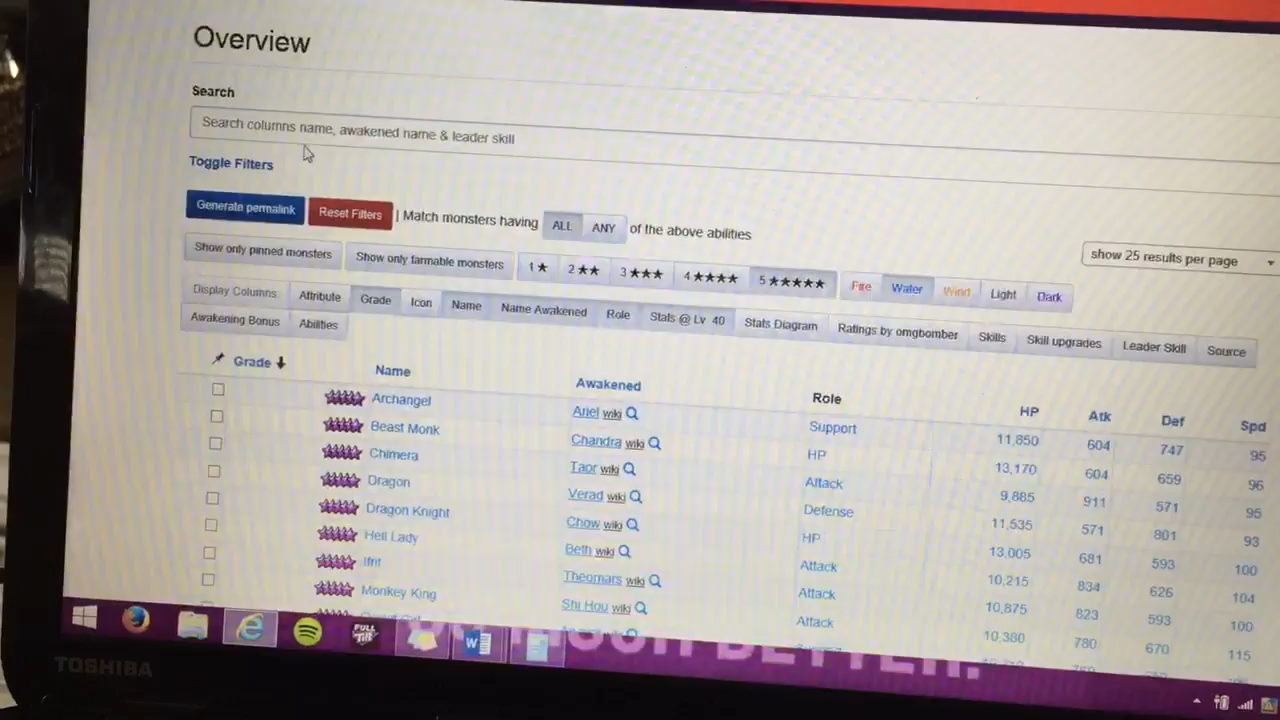 Overview
Search
Search columns name, awakened name & leader skill
Toggle Filters
Generate permalink Reset Filters | Match monsters having ALL ANY of the above abilities
show 25 results per page
Show only pinned monsters Show only farmable monsters 1★ 2★★ 3★★★ 4★★★★ 5★★★★★ Fire Water Wind Light Dark
Display Columns Attribute Grade Icon Name Name Awakened Role Stats @ Lv. 40 Stats Diagram Ratings by omgbomber Skills Skill upgrades Leader Skill Source
Awakening Bonus Abilities
Grade Name Awakened Role HP Atk Def Spd
Archangel Ariel wiki Support 11,850 604 747 95
Beast Monk Chandra wiki HP 13,170 604 659 96
Chimera Taor wiki Attack 9,885 911 571 95
Dragon Verad wiki Defense 11,535 571 801 93
Dragon Knight Chow wiki HP 13,005 681 593 100
Hell Lady Beth wiki Attack 10,215 834 626 104
Ifrit Theomars wiki Attack 10,875 823 593 100
Monkey King Shi Hou wiki Attack 10,380 780 670 115
FULL TILT
MUCH BETTER.
TOSHIBA